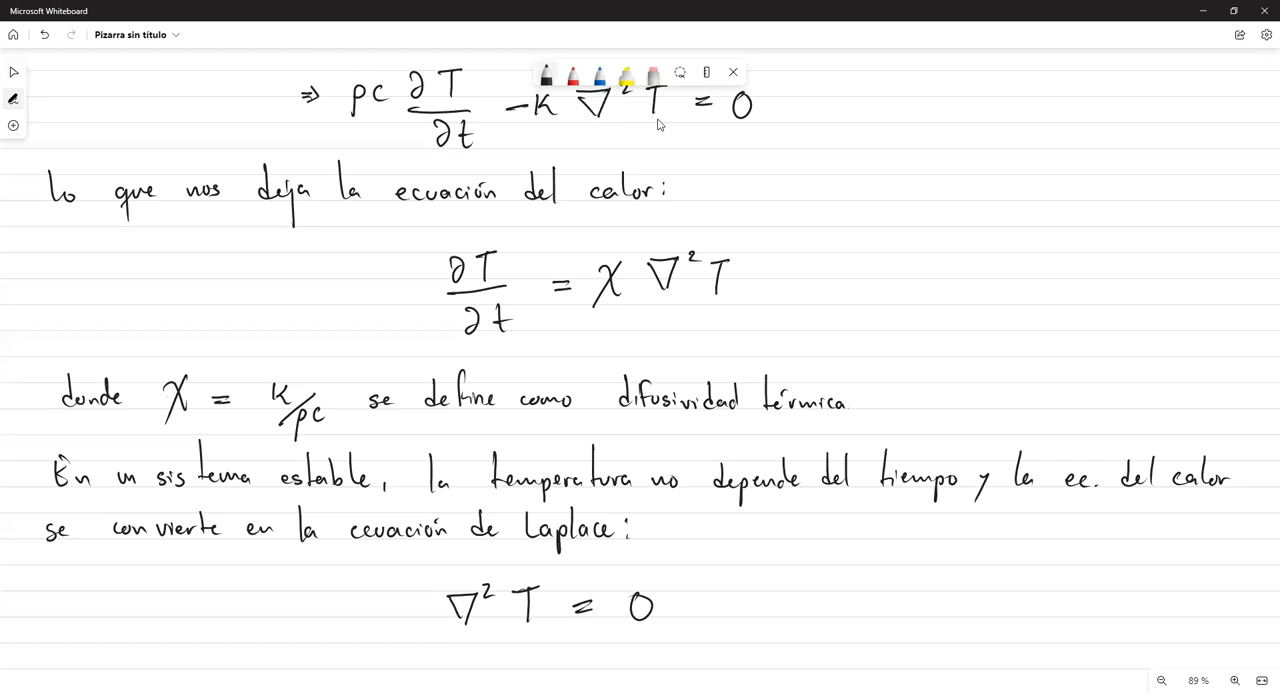 Microsoft Whiteboard
Pizarra sin título
⇒ ρc ∂T/∂t - K ∇²T = 0
lo que nos deja la ecuación del calor:
∂T/∂t = χ ∇²T
donde χ = K/ρc se define como difusividad térmica
En un sistema estable, la temperatura no depende del tiempo y la ec. del calor
se convierte en la ecuación de Laplace:
∇² T = 0
89 %